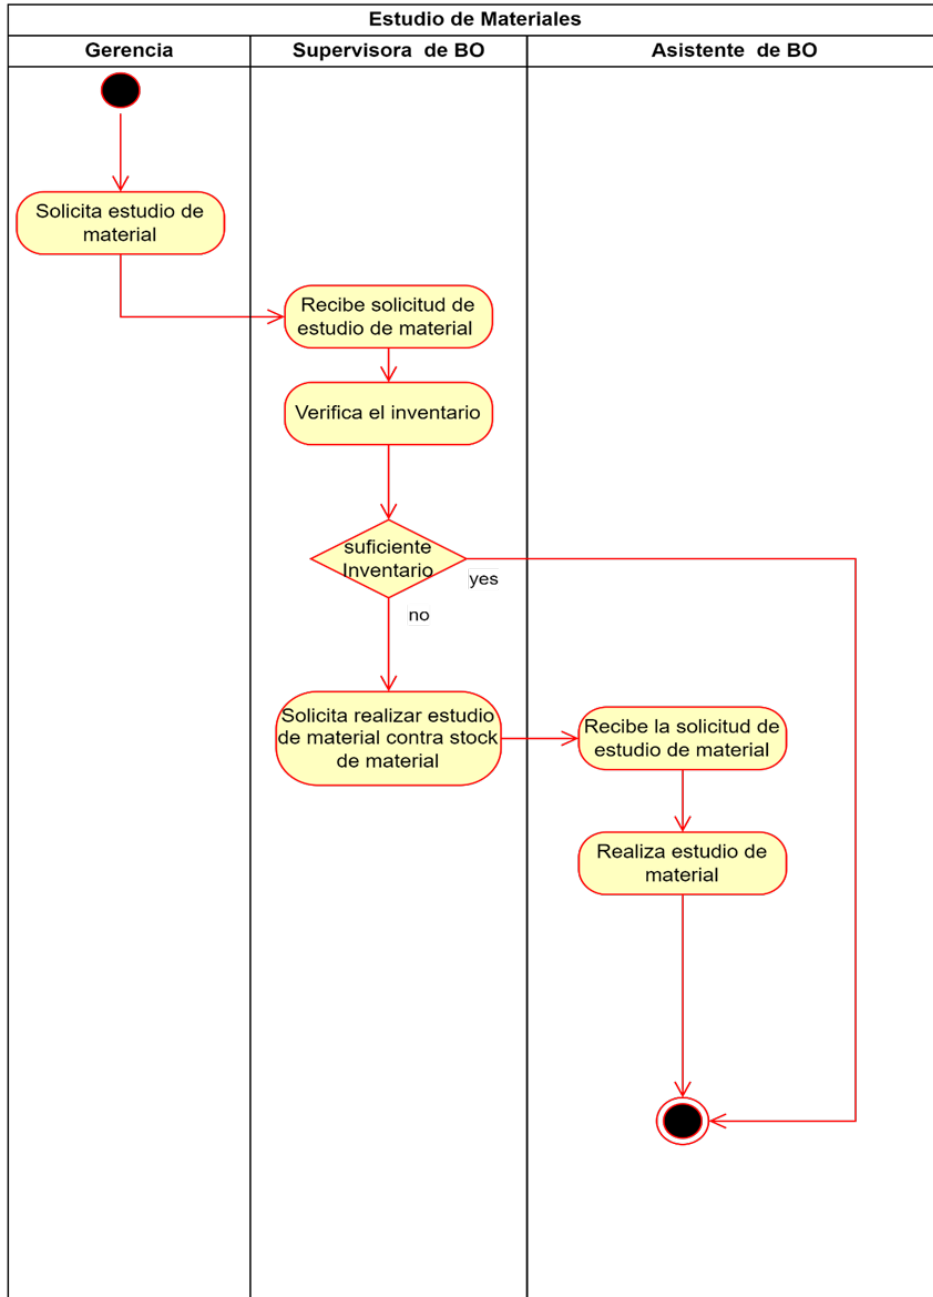 Estudio de Materiales
Gerencia
Supervisora de BO
Asistente de BO
Solicita estudio de
material
Recibe solicitud de
estudio de material
Verifica el inventario
suficiente
Inventario
yes
no
Solicita realizar estudio
de material contra stock
de material
Recibe la solicitud de
estudio de material
Realiza estudio de
material